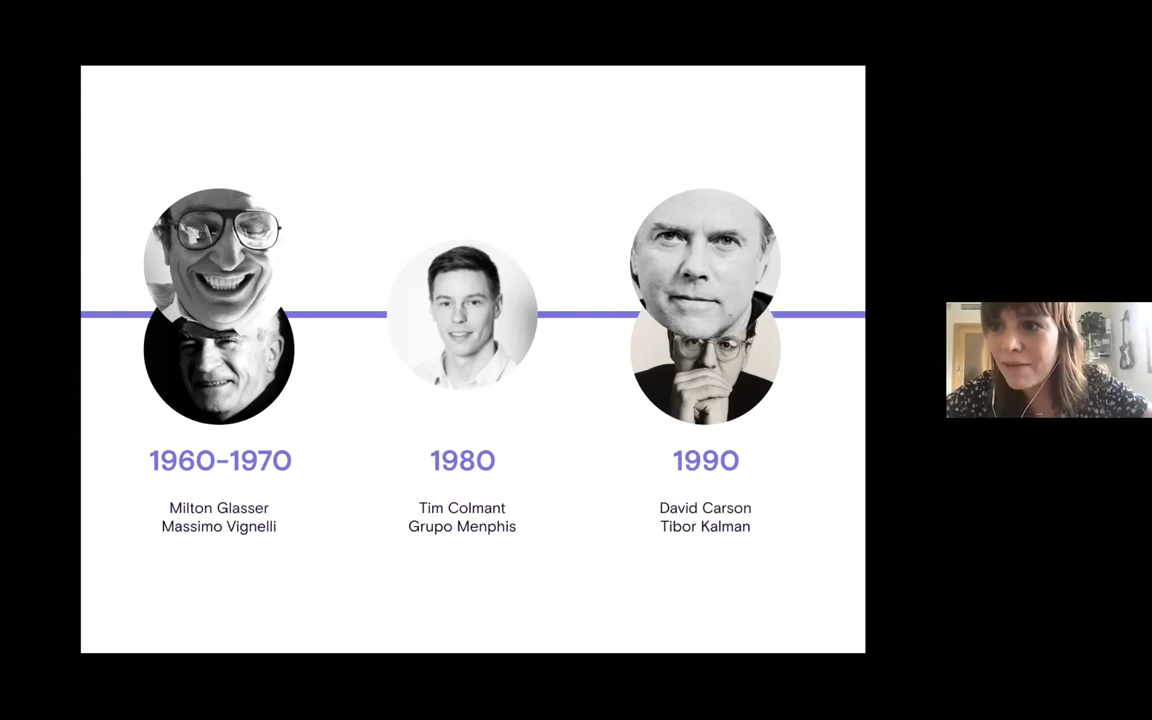 1960-1970
Milton Glasser
Massimo Vignelli
1980
Tim Colmant
Grupo Menphis
1990
David Carson
Tibor Kalman